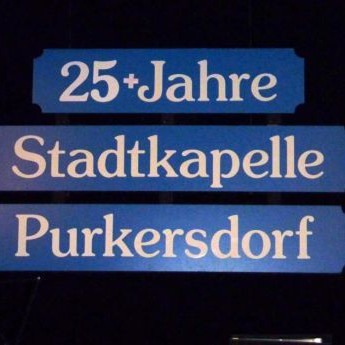 25+Jahre
Stadtkapelle
Purkersdorf